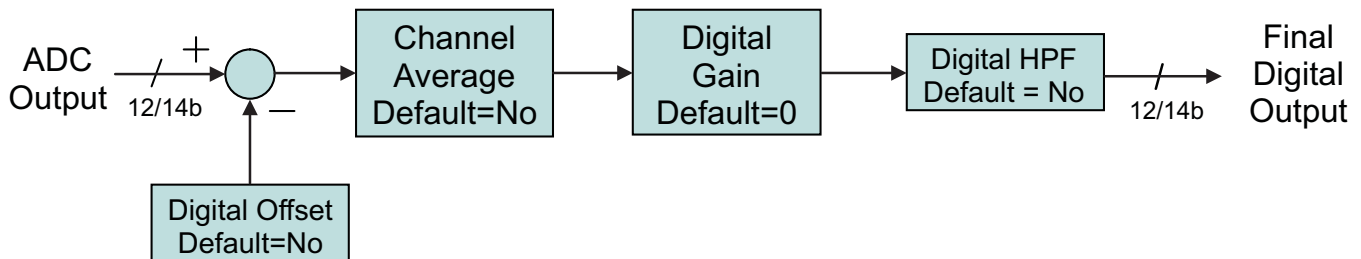 ADC
Output
12/14b
+
−
Digital Offset
Default=No
Channel
Average
Default=No
Digital
Gain
Default=0
Digital HPF
Default = No
12/14b
Final
Digital
Output